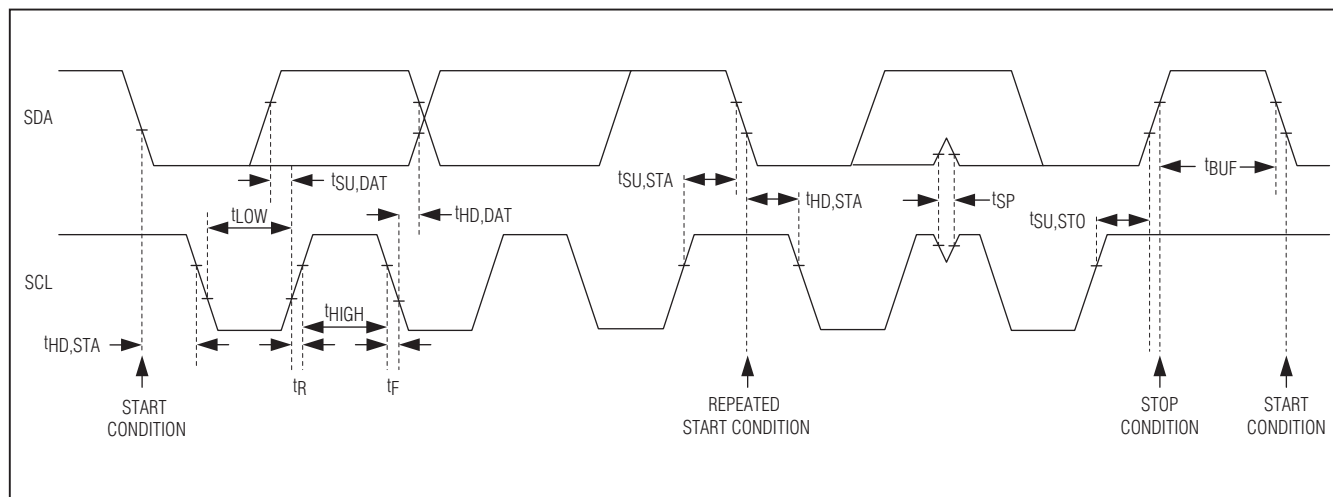 SDA
tSU,DAT
tLOW
tHD,DAT
tSU,STA
tHD,STA
tSP
tBUF
tSU,STO
SCL
tHIGH
tHD,STA
tR
tF
START
CONDITION
REPEATED
START CONDITION
STOP
CONDITION
START
CONDITION